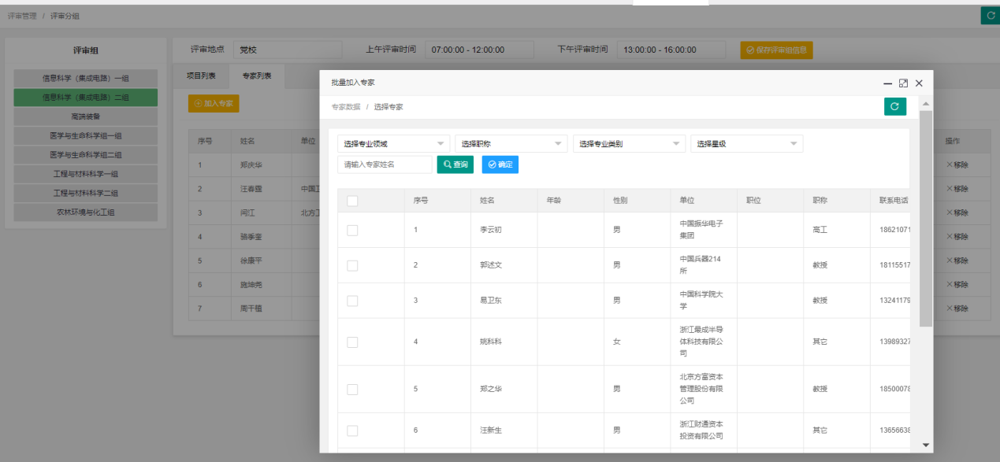 评审管理 / 评审分组
评审组
信息科学（集成电路）一组
信息科学（集成电路）二组
高端装备
医学与生命科学组一组
医学与生命科学组二组
工程与材料科学一组
工程与材料科学二组
农林环境与化工组
评审地点 党校 上午评审时间 07:00:00 - 12:00:00 下午评审时间 13:00:00 - 16:00:00 保存评审组信息
项目列表 专家列表
加入专家
序号 姓名 单位 操作
1 郑庆华 移除
2 汪春霆 中国 移除
3 闾江 北方 移除
4 骆季奎 移除
5 徐康平 移除
6 施坤尧 移除
7 周千植 移除
批量加入专家
专家数据 / 选择专家
选择专业领域 选择职称 选择专业类别 选择星级
请输入专家姓名 查询 确定
序号 姓名 年龄 性别 单位 职位 职称 联系电话
1 李云初 男 中国振华电子集团 高工 18621071
2 郭述文 男 中国兵器214所 教授 18115517
3 易卫东 男 中国科学院大学 教授 13241179
4 姚科科 女 浙江最成半导体科技有限公司 其它 13989327
5 郑之华 男 北京方富资本管理股份有限公司 教授 18500078
6 汪新生 男 浙江财通资本投资有限公司 其它 13656638